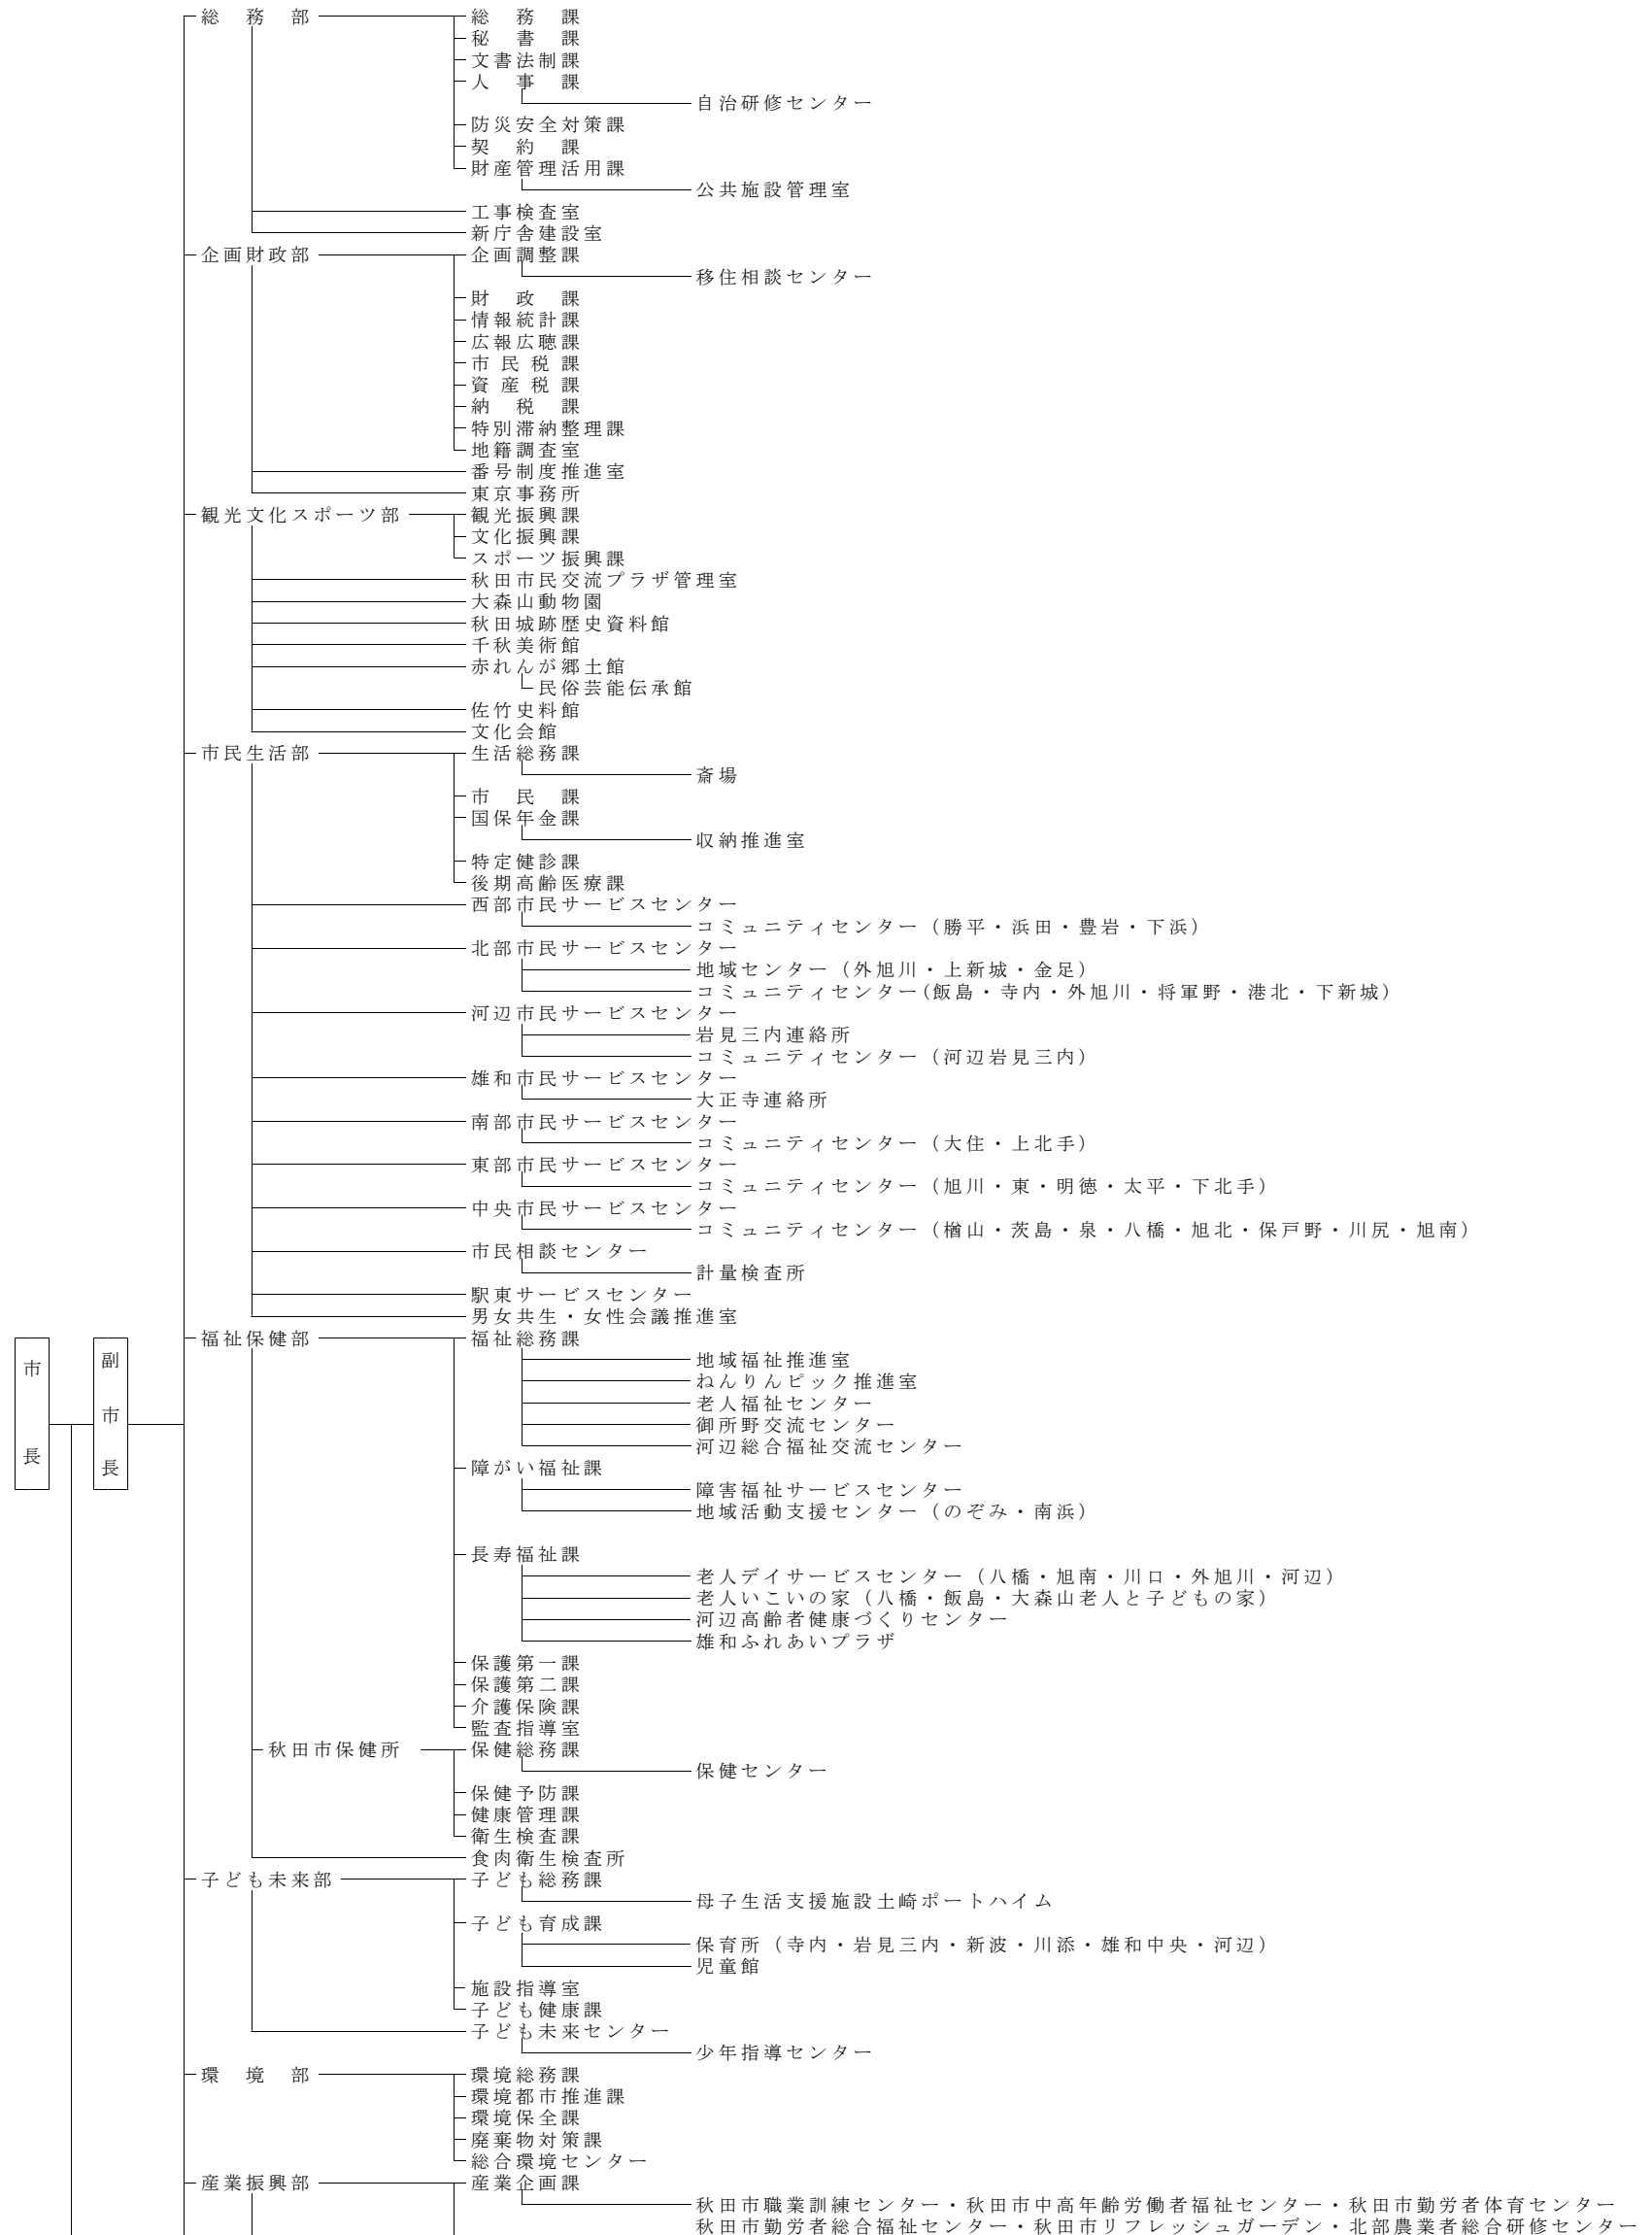 総務部 総務課
秘書課
文書法制課
人事課
自治研修センター
防災安全対策課
契約課
財産管理活用課
公共施設管理室
工事検査室
新庁舎建設室
企画財政部 企画調整課
移住相談センター
財政課
情報統計課
広報広聴課
市民税課
資産税課
納税課
特別滞納整理課
地籍調査室
番号制度推進室
東京事務所
観光文化スポーツ部 観光振興課
文化振興課
スポーツ振興課
秋田市民交流プラザ管理室
大森山動物園
秋田城跡歴史資料館
千秋美術館
赤れんが郷土館
民俗芸能伝承館
佐竹史料館
文化会館
市民生活部 生活総務課
斎場
市民課
国保年金課
収納推進室
特定健診課
後期高齢医療課
西部市民サービスセンター
コミュニティセンター（勝平・浜田・豊岩・下浜）
北部市民サービスセンター
地域センター（外旭川・上新城・金足）
コミュニティセンター（飯島・寺内・外旭川・将軍野・港北・下新城）
河辺市民サービスセンター
岩見三内連絡所
コミュニティセンター（河辺岩見三内）
雄和市民サービスセンター
大正寺連絡所
南部市民サービスセンター
コミュニティセンター（大住・上北手）
東部市民サービスセンター
コミュニティセンター（旭川・東・明徳・太平・下北手）
中央市民サービスセンター
コミュニティセンター（楢山・茨島・泉・八橋・旭北・保戸野・川尻・旭南）
市民相談センター
計量検査所
駅東サービスセンター
男女共生・女性会議推進室
市長 副市長 福祉保健部 福祉総務課
地域福祉推進室
ねんりんピック推進室
老人福祉センター
御所野交流センター
河辺総合福祉交流センター
障がい福祉課
障害福祉サービスセンター
地域活動支援センター（のぞみ・南浜）
長寿福祉課
老人デイサービスセンター（八橋・旭南・川口・外旭川・河辺）
老人いこいの家（八橋・飯島・大森山老人と子どもの家）
河辺高齢者健康づくりセンター
雄和ふれあいプラザ
保護第一課
保護第二課
介護保険課
監査指導室
秋田市保健所 保健総務課
保健センター
保健予防課
健康管理課
衛生検査課
食肉衛生検査所
子ども未来部 子ども総務課
母子生活支援施設土崎ポートハイム
子ども育成課
保育所（寺内・岩見三内・新波・川添・雄和中央・河辺）
児童館
施設指導室
子ども健康課
子ども未来センター
少年指導センター
環境部 環境総務課
環境都市推進課
環境保全課
廃棄物対策課
総合環境センター
産業振興部 産業企画課
秋田市職業訓練センター・秋田市中高年齢労働者福祉センター・秋田市勤労者体育センター
秋田市勤労者総合福祉センター・秋田市リフレッシュガーデン・北部農業者総合研修センター